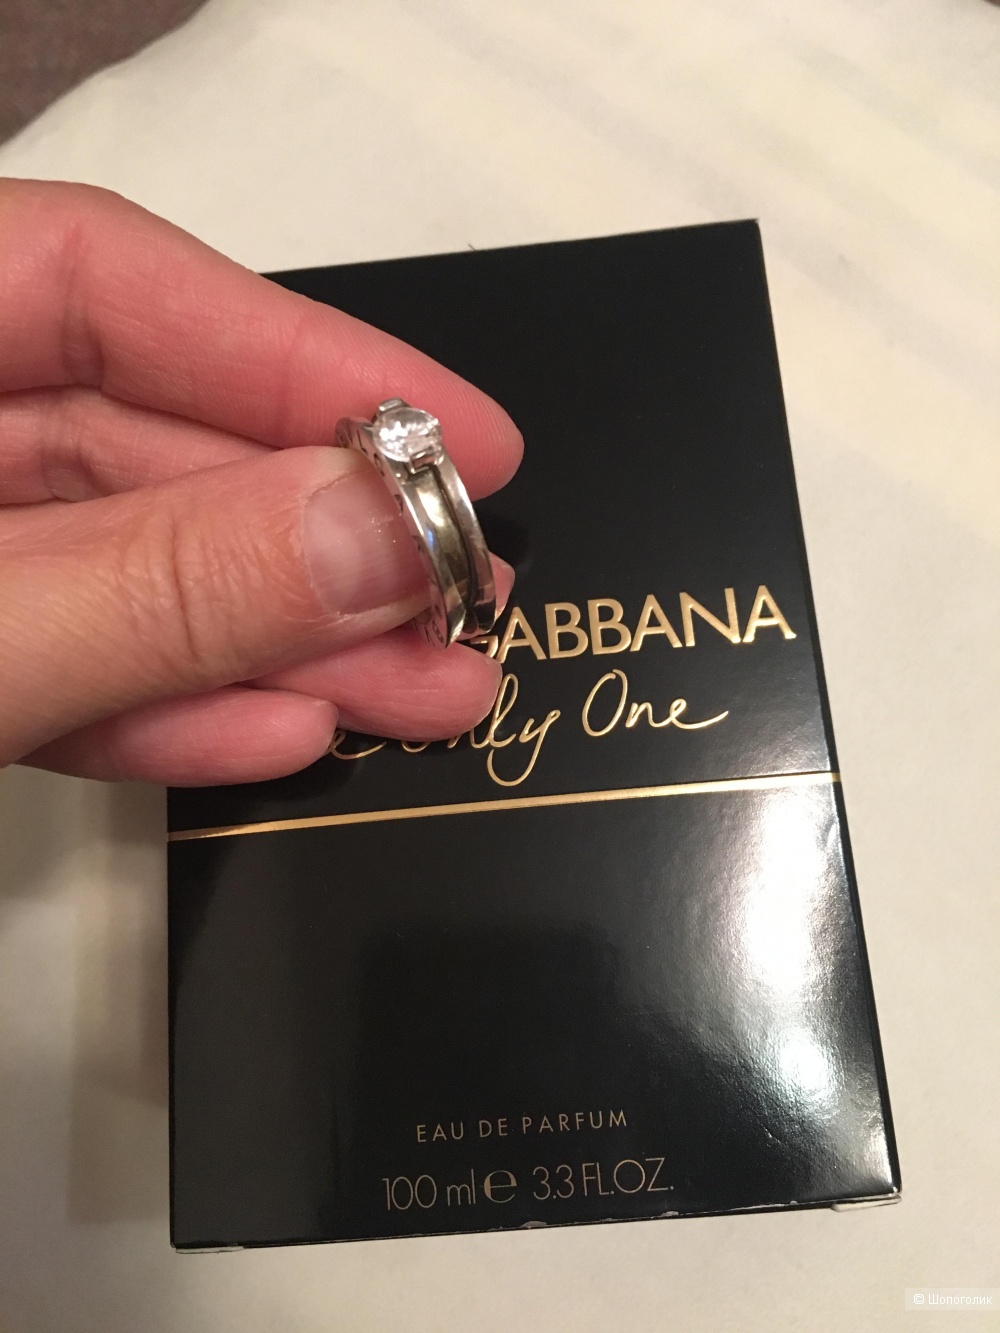 GABBANA
e Only One
EAU DE PARFUM
100 ml e 3.3 FL.OZ.
© Шопоголик